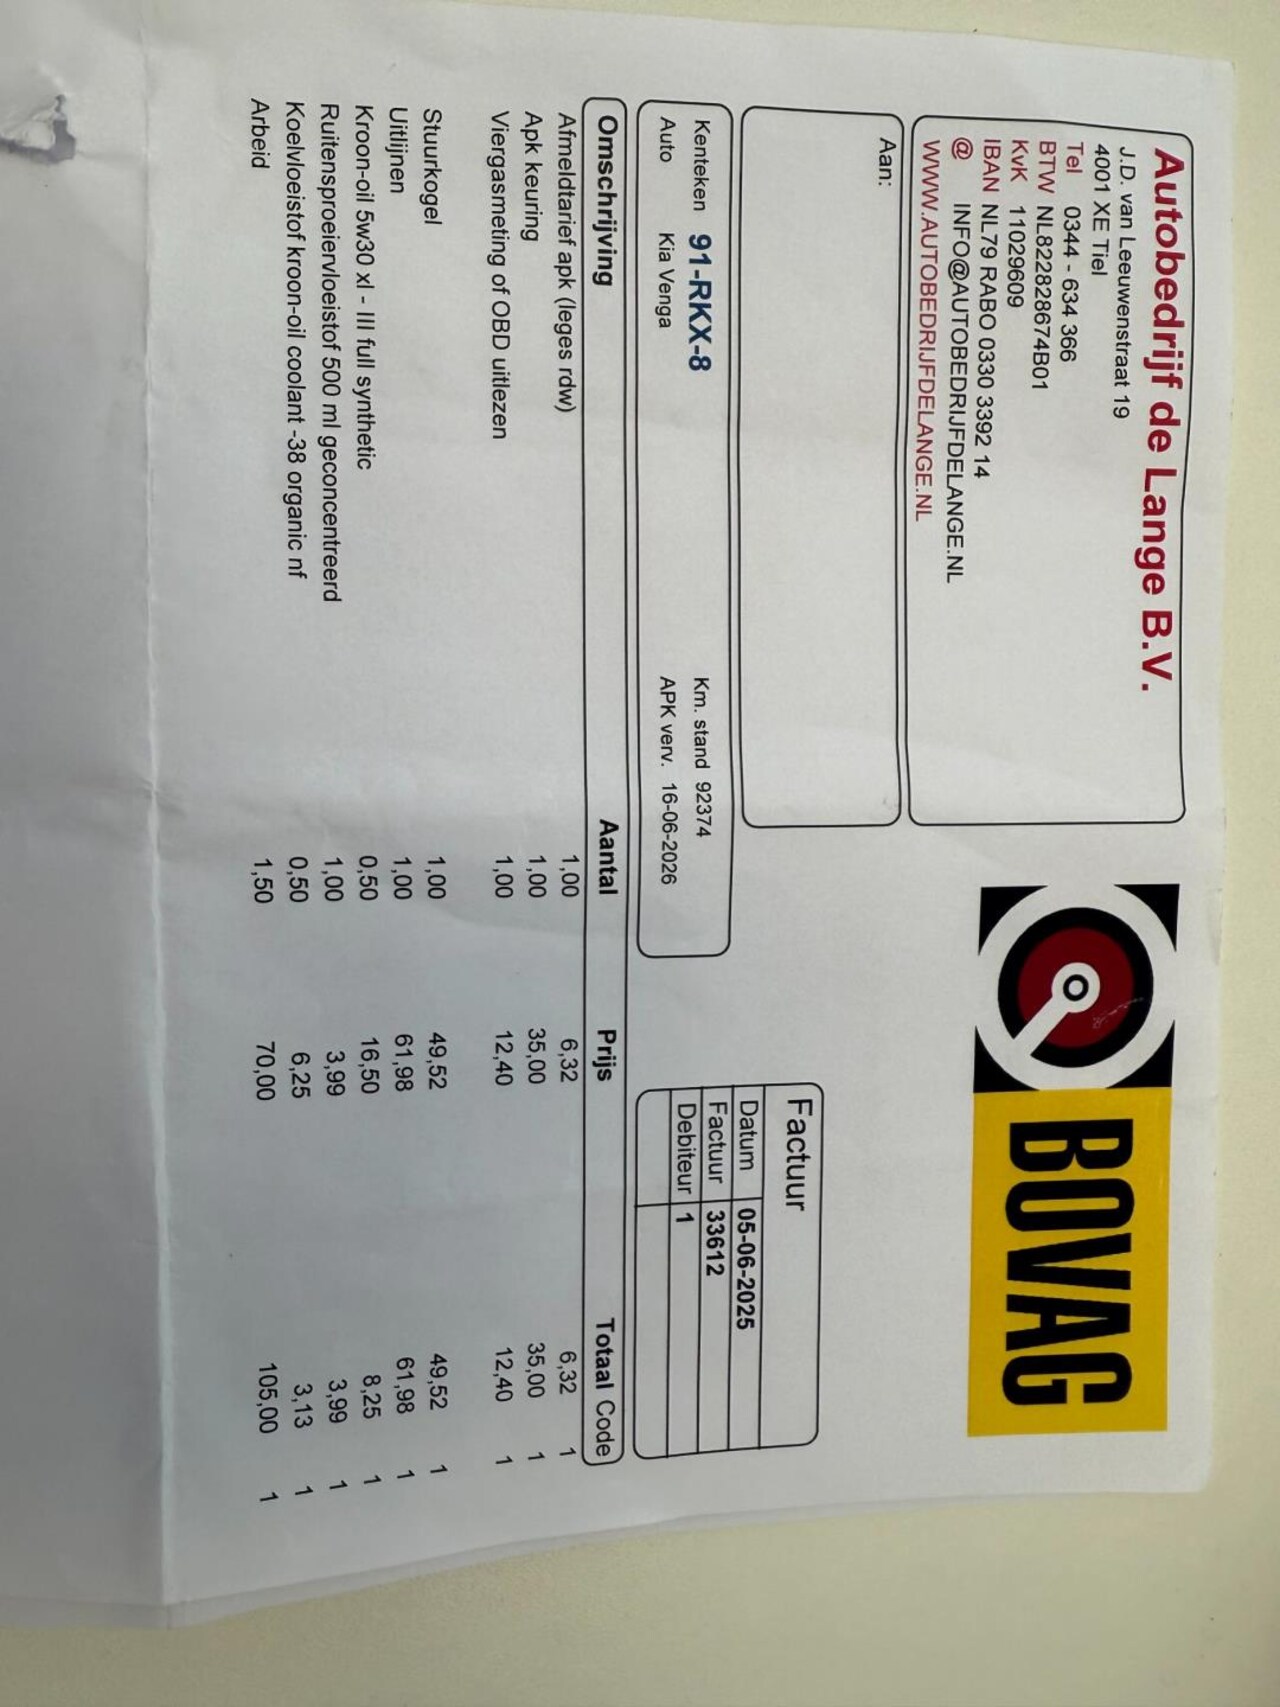 Autobedrijf de Lange B.V.
J.D. van Leeuwenstraat 19
4001 XE Tiel
Tel 0344 - 634 366
BTW NL822828674B01
KvK 11029609
IBAN NL79 RABO 0330 3392 14
@ INFO@AUTOBEDRIJFDELANGE.NL
WWW.AUTOBEDRIJFDELANGE.NL
BOVAG
Aan:
Factuur
Datum 05-06-2025
Factuur 33612
Debiteur 1
Kenteken 91-RKX-8 Km. stand 92374
Auto Kia Venga APK verv. 16-06-2026
Omschrijving Aantal Prijs Totaal Code
Afmeldtarief apk (leges rdw) 1,00 6,32 6,32 1
Apk keuring 1,00 35,00 35,00 1
Viergasmeting of OBD uitlezen 1,00 12,40 12,40 1
Stuurkogel 1,00 49,52 49,52 1
Uitlijnen 1,00 61,98 61,98 1
Kroon-oil 5w30 xl - III full synthetic 0,50 16,50 8,25 1
Ruitensproeiervloeistof 500 ml geconcentreerd 1,00 3,99 3,99 1
Koelvloeistof kroon-oil coolant -38 organic nf 0,50 6,25 3,13 1
Arbeid 1,50 70,00 105,00 1